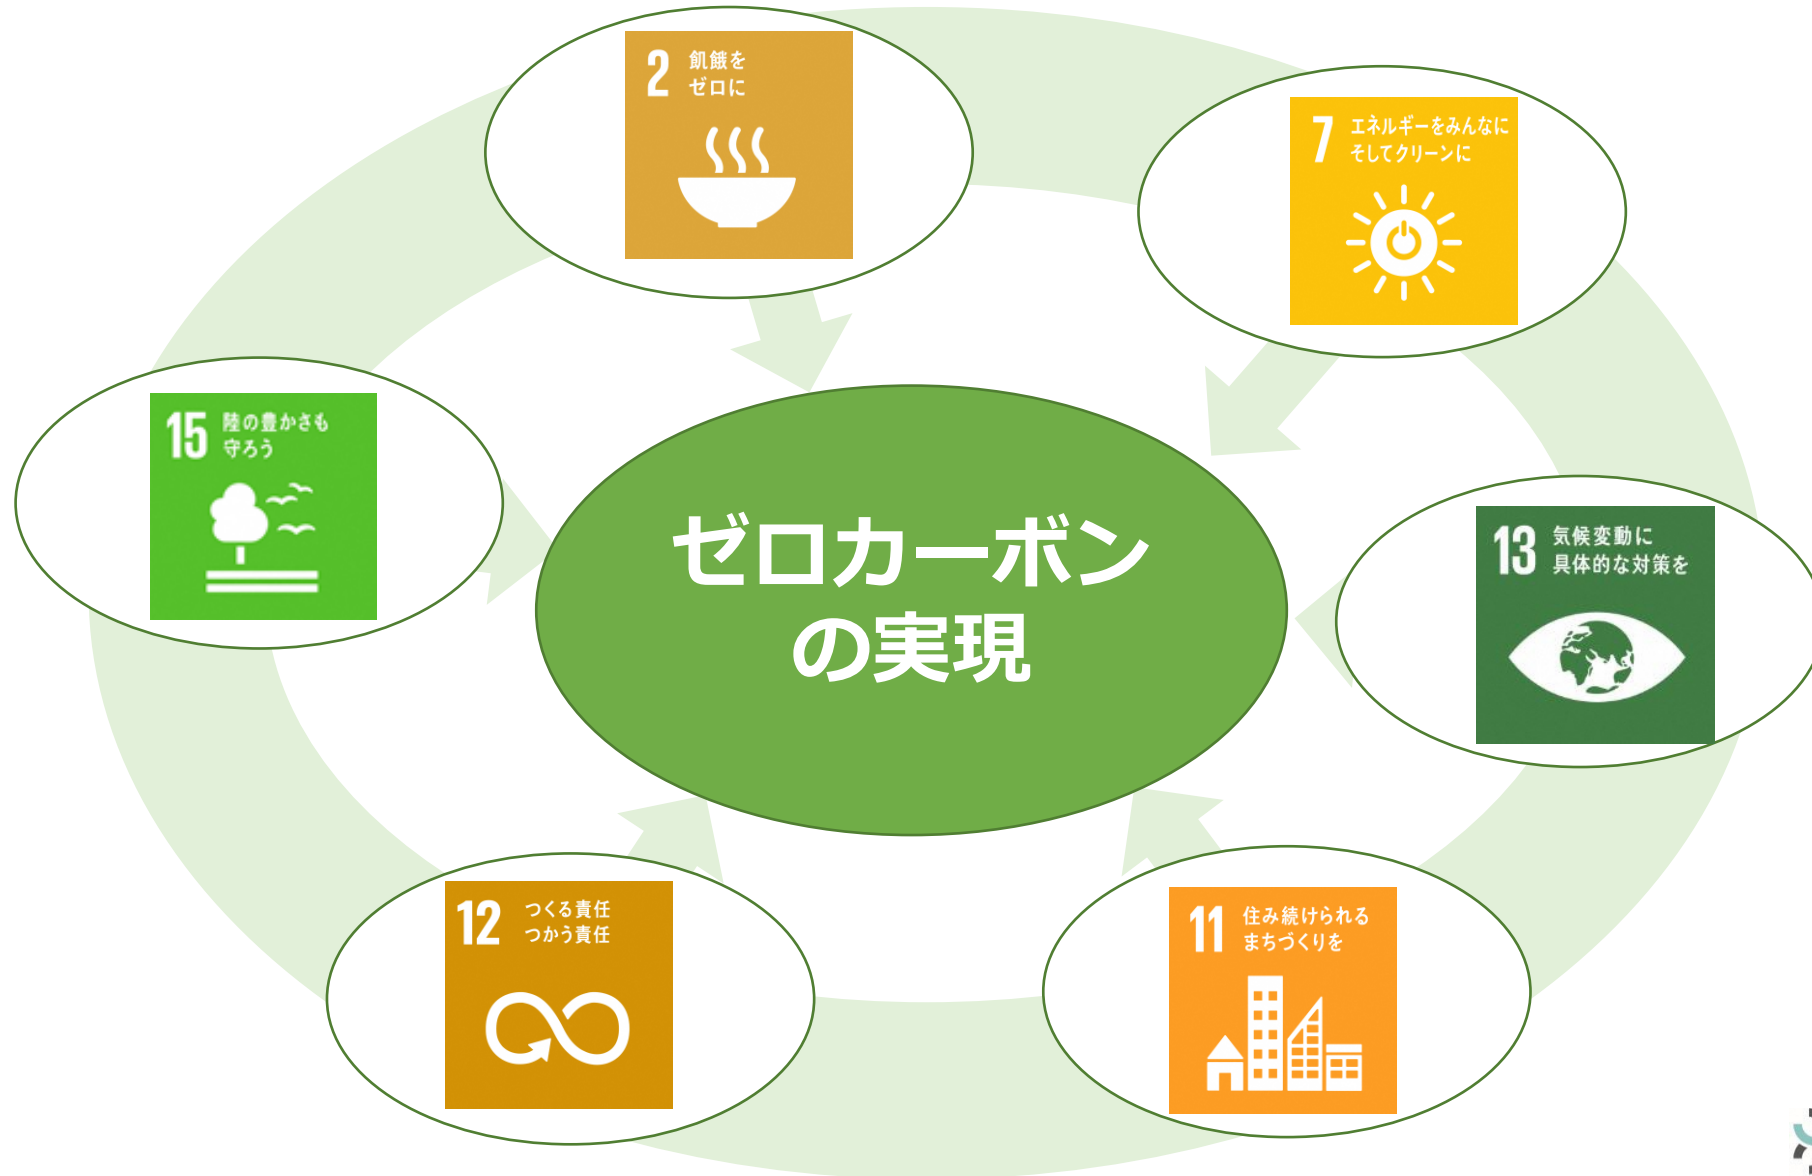 2 飢餓を
ゼロに
7 エネルギーをみんなに
そしてクリーンに
15 陸の豊かさも
守ろう
ゼロカーボン
の実現
13 気候変動に
具体的な対策を
12 つくる責任
つかう責任
11 住み続けられる
まちづくりを